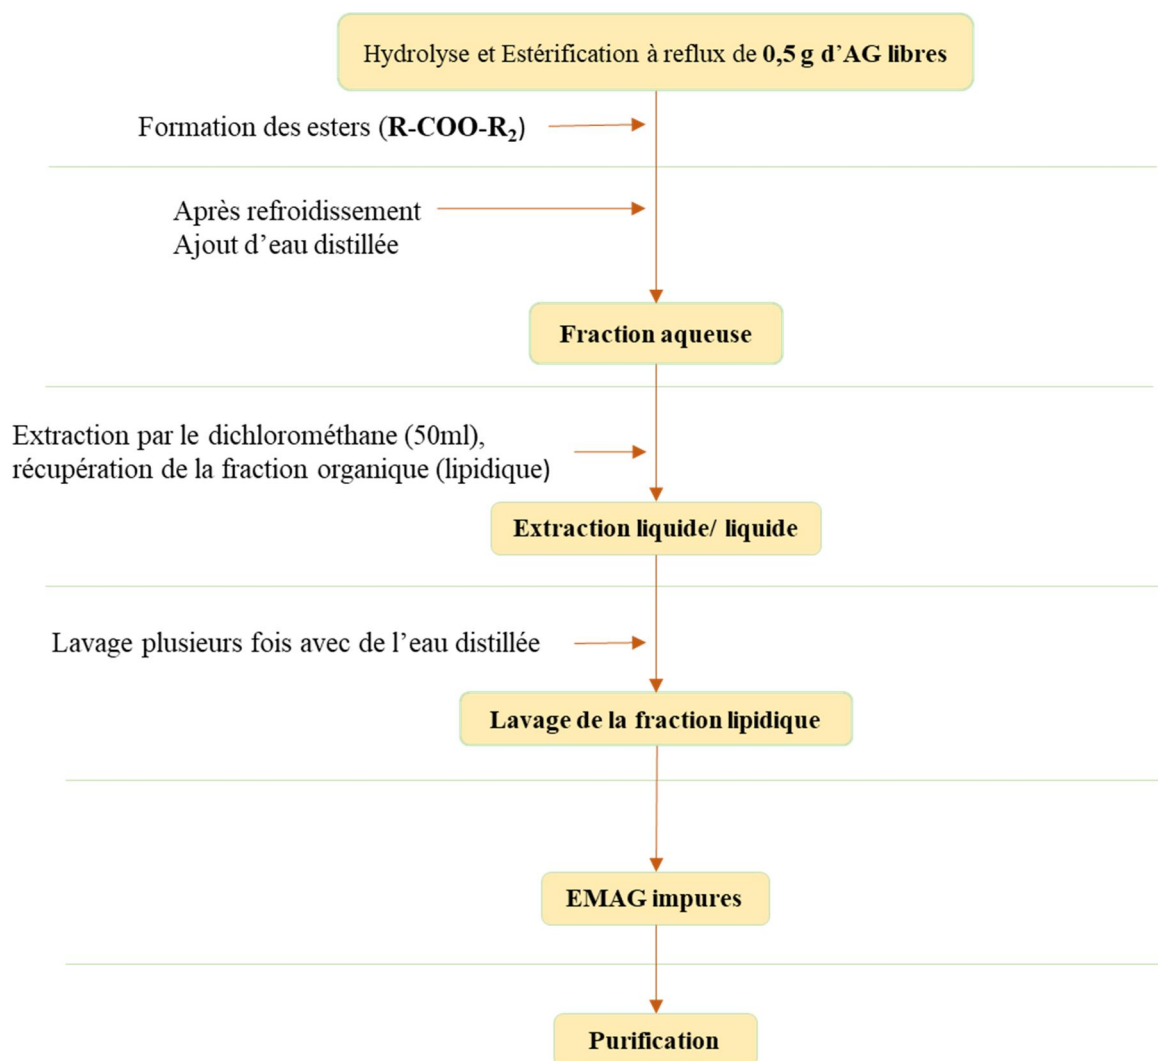 Hydrolyse et Estérification à reflux de 0,5 g d’AG libres
Formation des esters (R-COO-R₂)
Après refroidissement
Ajout d’eau distillée
Fraction aqueuse
Extraction par le dichlorométhane (50ml),
récupération de la fraction organique (lipidique)
Extraction liquide/ liquide
Lavage plusieurs fois avec de l’eau distillée
Lavage de la fraction lipidique
EMAG impures
Purification